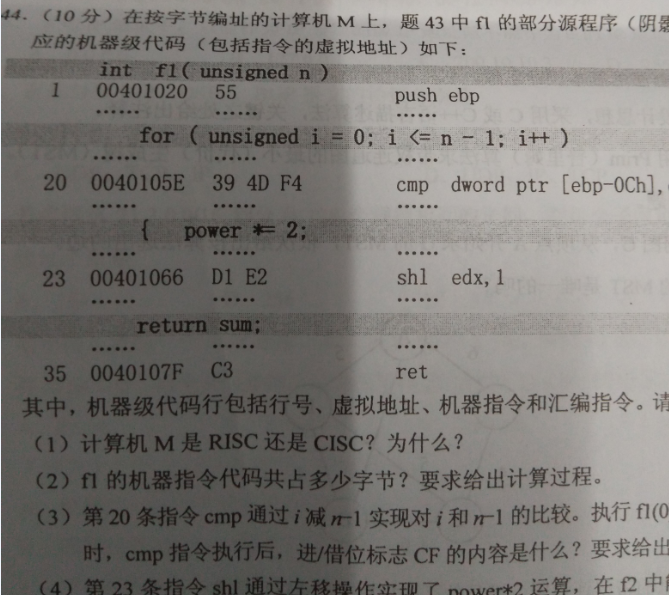 44.（10 分）在按字节编址的计算机 M 上，题 43 中 f1 的部分源程序（阴
应的机器级代码（包括指令的虚拟地址）如下：
int f1( unsigned n )
1 00401020 55 push ebp
…… …… ……
for ( unsigned i = 0; i <= n - 1; i++ )
…… …… ……
20 0040105E 39 4D F4 cmp dword ptr [ebp-0Ch],
…… …… ……
{ power *= 2;
…… …… ……
23 00401066 D1 E2 shl edx,1
…… …… ……
return sum;
…… …… ……
35 0040107F C3 ret
其中，机器级代码行包括行号、虚拟地址、机器指令和汇编指令。请
（1）计算机 M 是 RISC 还是 CISC？为什么？
（2）f1 的机器指令代码共占多少字节？要求给出计算过程。
（3）第 20 条指令 cmp 通过 i 减 n-1 实现对 i 和 n-1 的比较。执行 f1(0
时，cmp 指令执行后，进/借位标志 CF 的内容是什么？要求给出
（4）第 23 条指令 shl 通过左移操作实现了 power*2 运算，在 f2 中